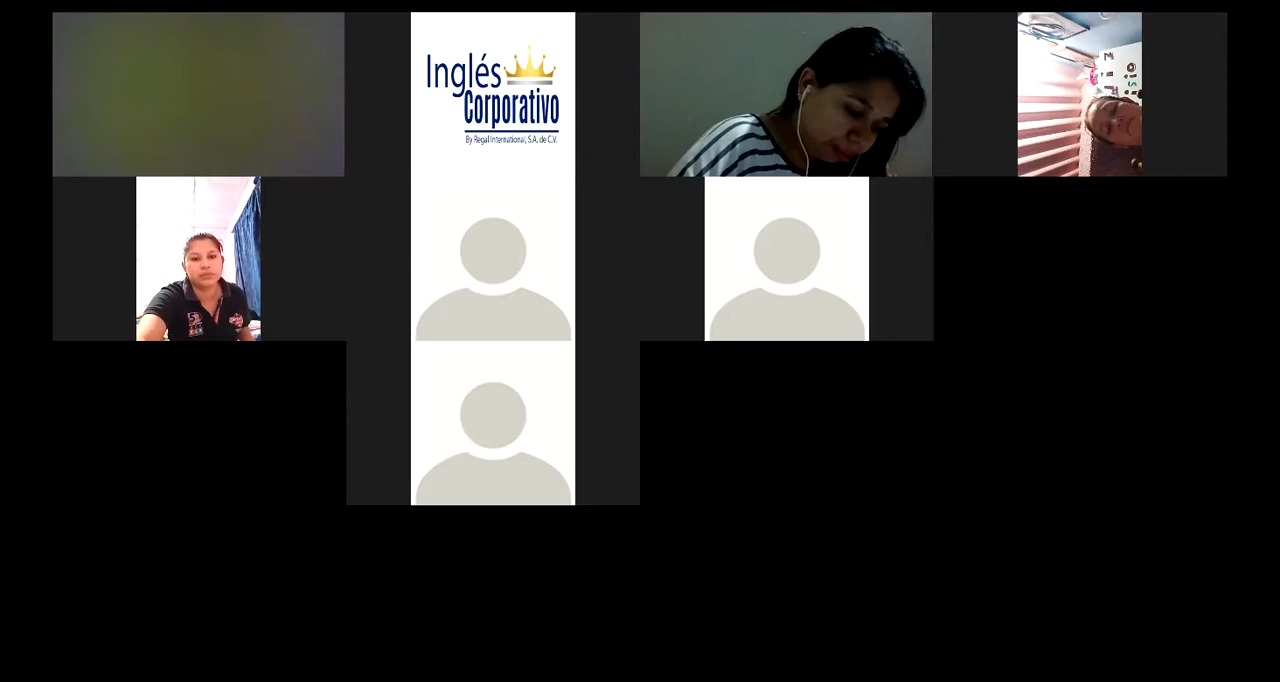 Inglés
Corporativo
By Regal International, S.A. de C.V.